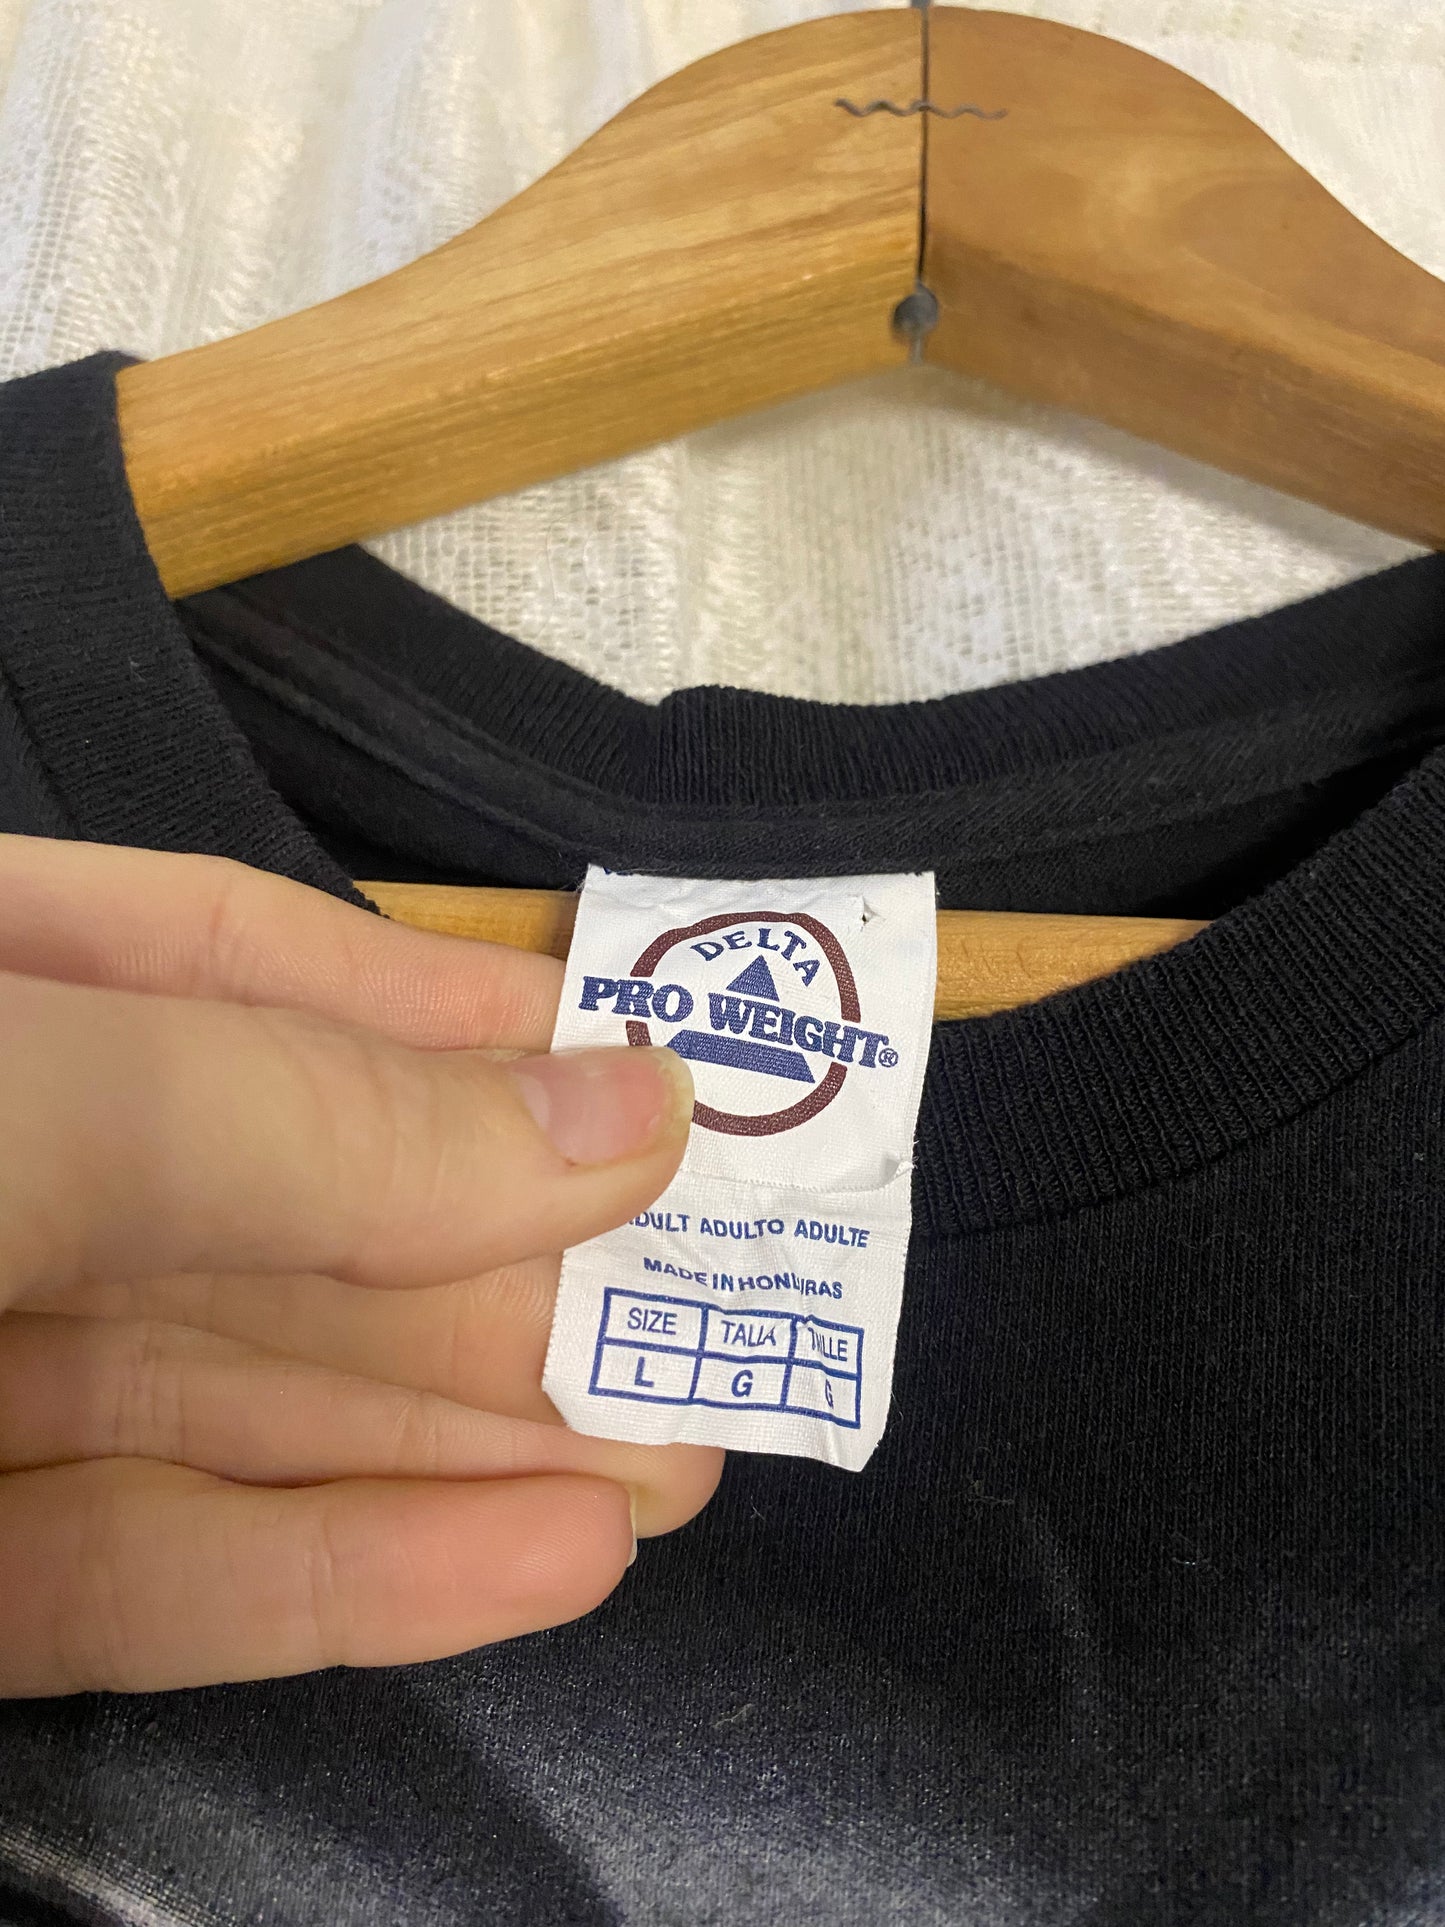 DELTA
PRO WEIGHT®
ADULT ADULTO ADULTE
MADE IN HONDURAS
SIZE TALLA TAILLE
L G G